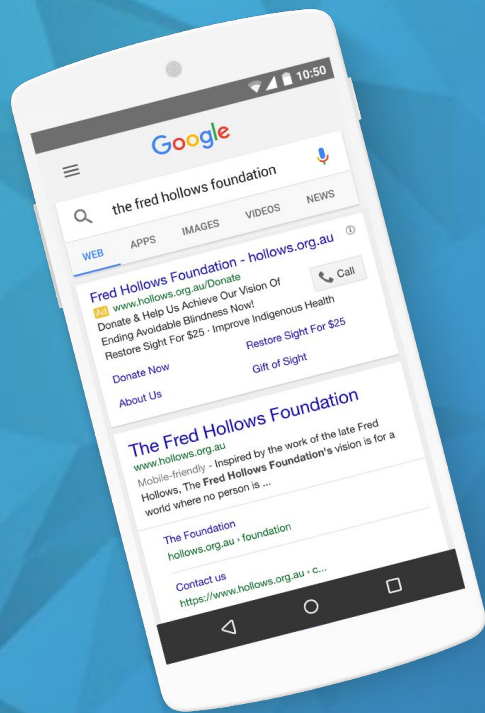 10:50
Google
the fred hollows foundation
WEB APPS IMAGES VIDEOS NEWS
Fred Hollows Foundation - hollows.org.au
Ad www.hollows.org.au/Donate
Donate & Help Us Achieve Our Vision Of
Ending Avoidable Blindness Now!
Restore Sight For $25 · Improve Indigenous Health
Call
Donate Now Restore Sight For $25
About Us Gift of Sight
The Fred Hollows Foundation
www.hollows.org.au
Mobile-friendly - Inspired by the work of the late Fred
Hollows, The Fred Hollows Foundation's vision is for a
world where no person is ...
The Foundation
hollows.org.au › foundation
Contact us
https://www.hollows.org.au › c...